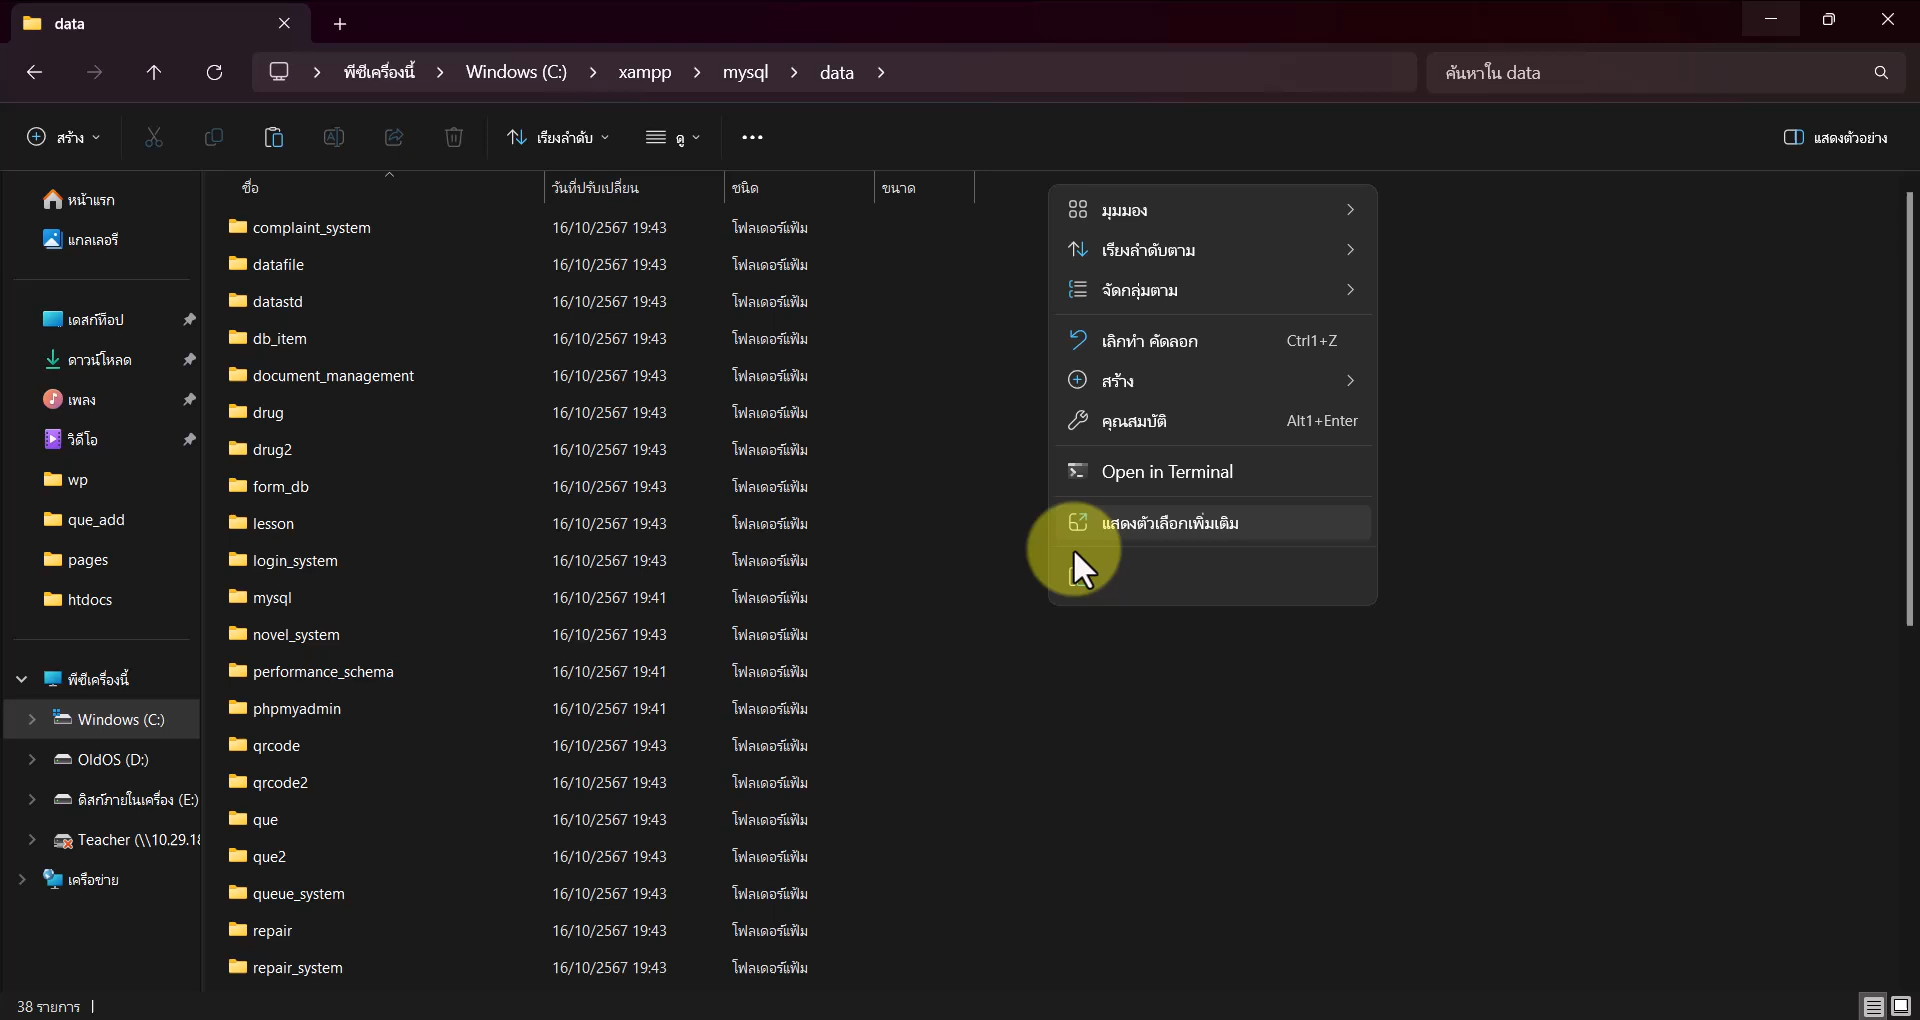 data
พีซีเครื่องนี้ > Windows (C:) > xampp > mysql > data >
ค้นหาใน data
สร้าง
เรียงลำดับ
ดู
แสดงตัวอย่าง
ชื่อ วันที่ปรับเปลี่ยน ชนิด ขนาด
complaint_system 16/10/2567 19:43 โฟลเดอร์แฟ้ม
datafile 16/10/2567 19:43 โฟลเดอร์แฟ้ม
datastd 16/10/2567 19:43 โฟลเดอร์แฟ้ม
db_item 16/10/2567 19:43 โฟลเดอร์แฟ้ม
document_management 16/10/2567 19:43 โฟลเดอร์แฟ้ม
drug 16/10/2567 19:43 โฟลเดอร์แฟ้ม
drug2 16/10/2567 19:43 โฟลเดอร์แฟ้ม
form_db 16/10/2567 19:43 โฟลเดอร์แฟ้ม
lesson 16/10/2567 19:43 โฟลเดอร์แฟ้ม
login_system 16/10/2567 19:43 โฟลเดอร์แฟ้ม
mysql 16/10/2567 19:41 โฟลเดอร์แฟ้ม
novel_system 16/10/2567 19:43 โฟลเดอร์แฟ้ม
performance_schema 16/10/2567 19:41 โฟลเดอร์แฟ้ม
phpmyadmin 16/10/2567 19:41 โฟลเดอร์แฟ้ม
qrcode 16/10/2567 19:43 โฟลเดอร์แฟ้ม
qrcode2 16/10/2567 19:43 โฟลเดอร์แฟ้ม
que 16/10/2567 19:43 โฟลเดอร์แฟ้ม
que2 16/10/2567 19:43 โฟลเดอร์แฟ้ม
queue_system 16/10/2567 19:43 โฟลเดอร์แฟ้ม
repair 16/10/2567 19:43 โฟลเดอร์แฟ้ม
repair_system 16/10/2567 19:43 โฟลเดอร์แฟ้ม
หน้าแรก
แกลเลอรี
เดสก์ท็อป
ดาวน์โหลด
เพลง
วิดีโอ
wp
que_add
pages
htdocs
พีซีเครื่องนี้
Windows (C:)
OldOS (D:)
ดิสก์ภายในเครื่อง (E:)
Teacher (\\10.29.18
เครือข่าย
มุมมอง
เรียงลำดับตาม
จัดกลุ่มตาม
เลิกทำ คัดลอก Ctrl1+Z
สร้าง
คุณสมบัติ Alt1+Enter
Open in Terminal
แสดงตัวเลือกเพิ่มเติม
38 รายการ